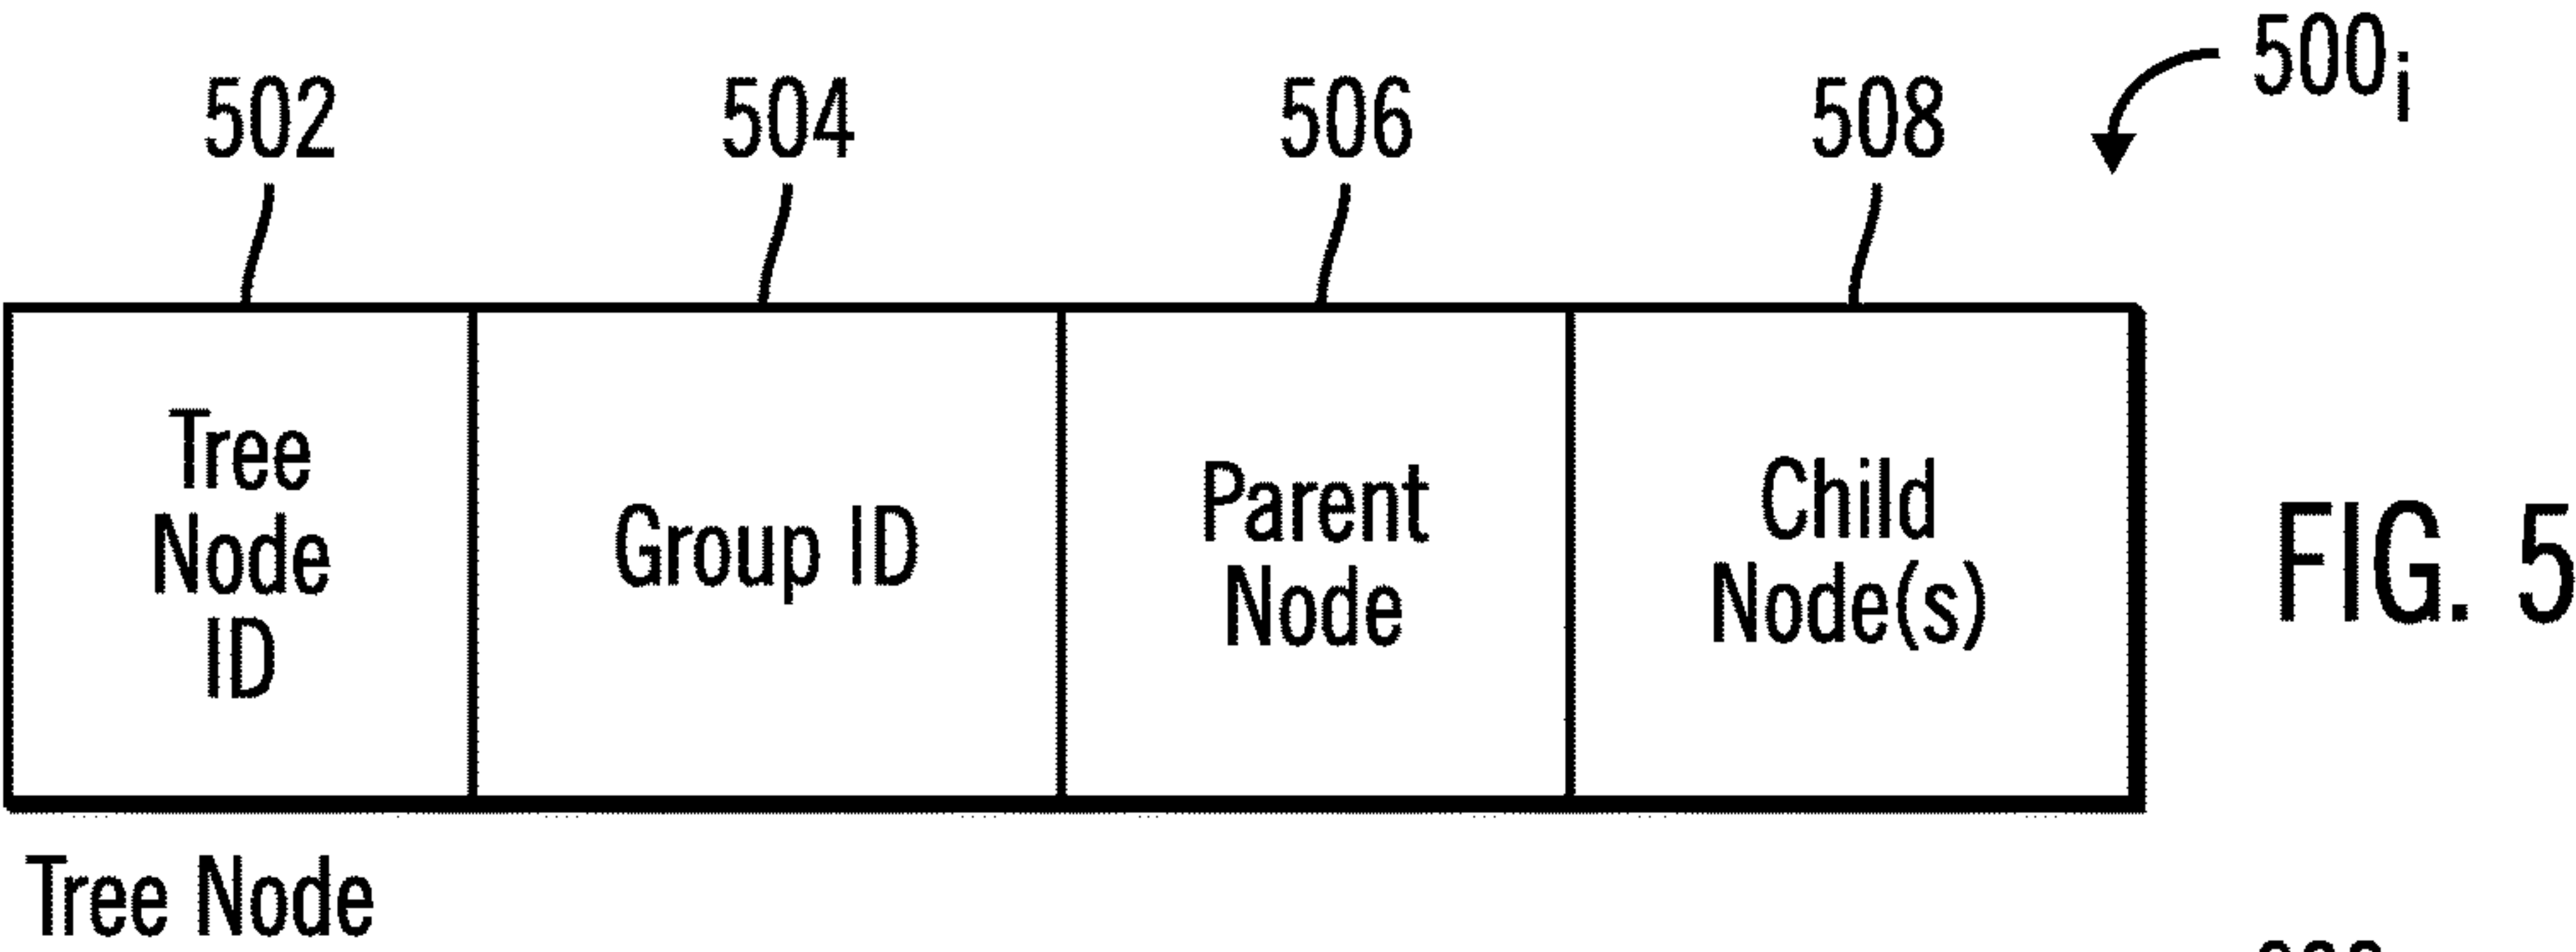 500i
502 504 506 508
Tree
Node
ID
Group ID
Parent
Node
Child
Node(s)
FIG. 5
Tree Node